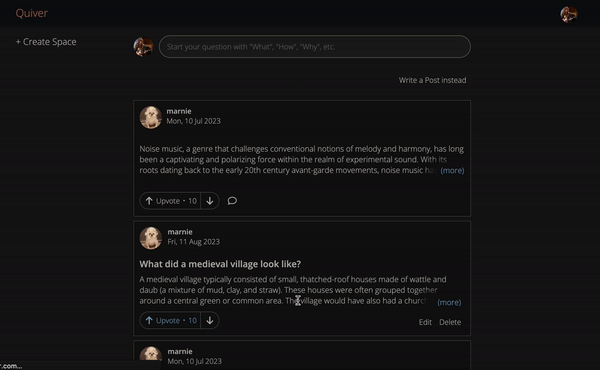 Quiver
+ Create Space
Start your question with "What", "How", "Why", etc.
Write a Post instead
marnie
Mon, 10 Jul 2023
Noise music, a genre that challenges conventional notions of melody and harmony, has long
been a captivating and polarizing force within the realm of experimental sound. With its
roots dating back to the early 20th century avant-garde movements, noise music ha (more)
Upvote • 10
marnie
Fri, 11 Aug 2023
What did a medieval village look like?
A medieval village typically consisted of small, thatched-roof houses made of wattle and
daub (a mixture of mud, clay, and straw). These houses were often grouped together
around a central green or common area. The village would have also had a church (more)
Upvote • 10
Edit Delete
marnie
Mon, 10 Jul 2023
r.com...